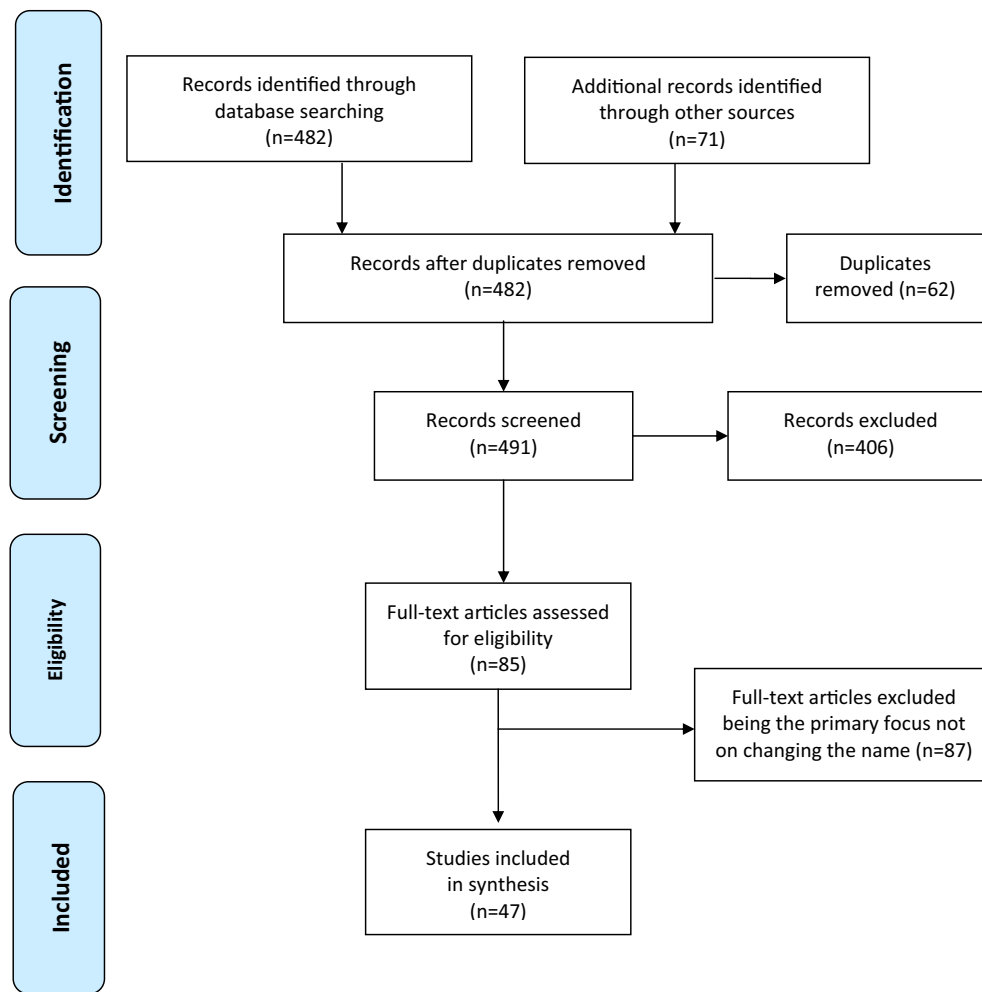 Identification
Records identified through
database searching
(n=482)
Additional records identified
through other sources
(n=71)
Records after duplicates removed
(n=482)
Duplicates
removed (n=62)
Screening
Records screened
(n=491)
Records excluded
(n=406)
Eligibility
Full-text articles assessed
for eligibility
(n=85)
Full-text articles excluded
being the primary focus not
on changing the name (n=87)
Included
Studies included
in synthesis
(n=47)